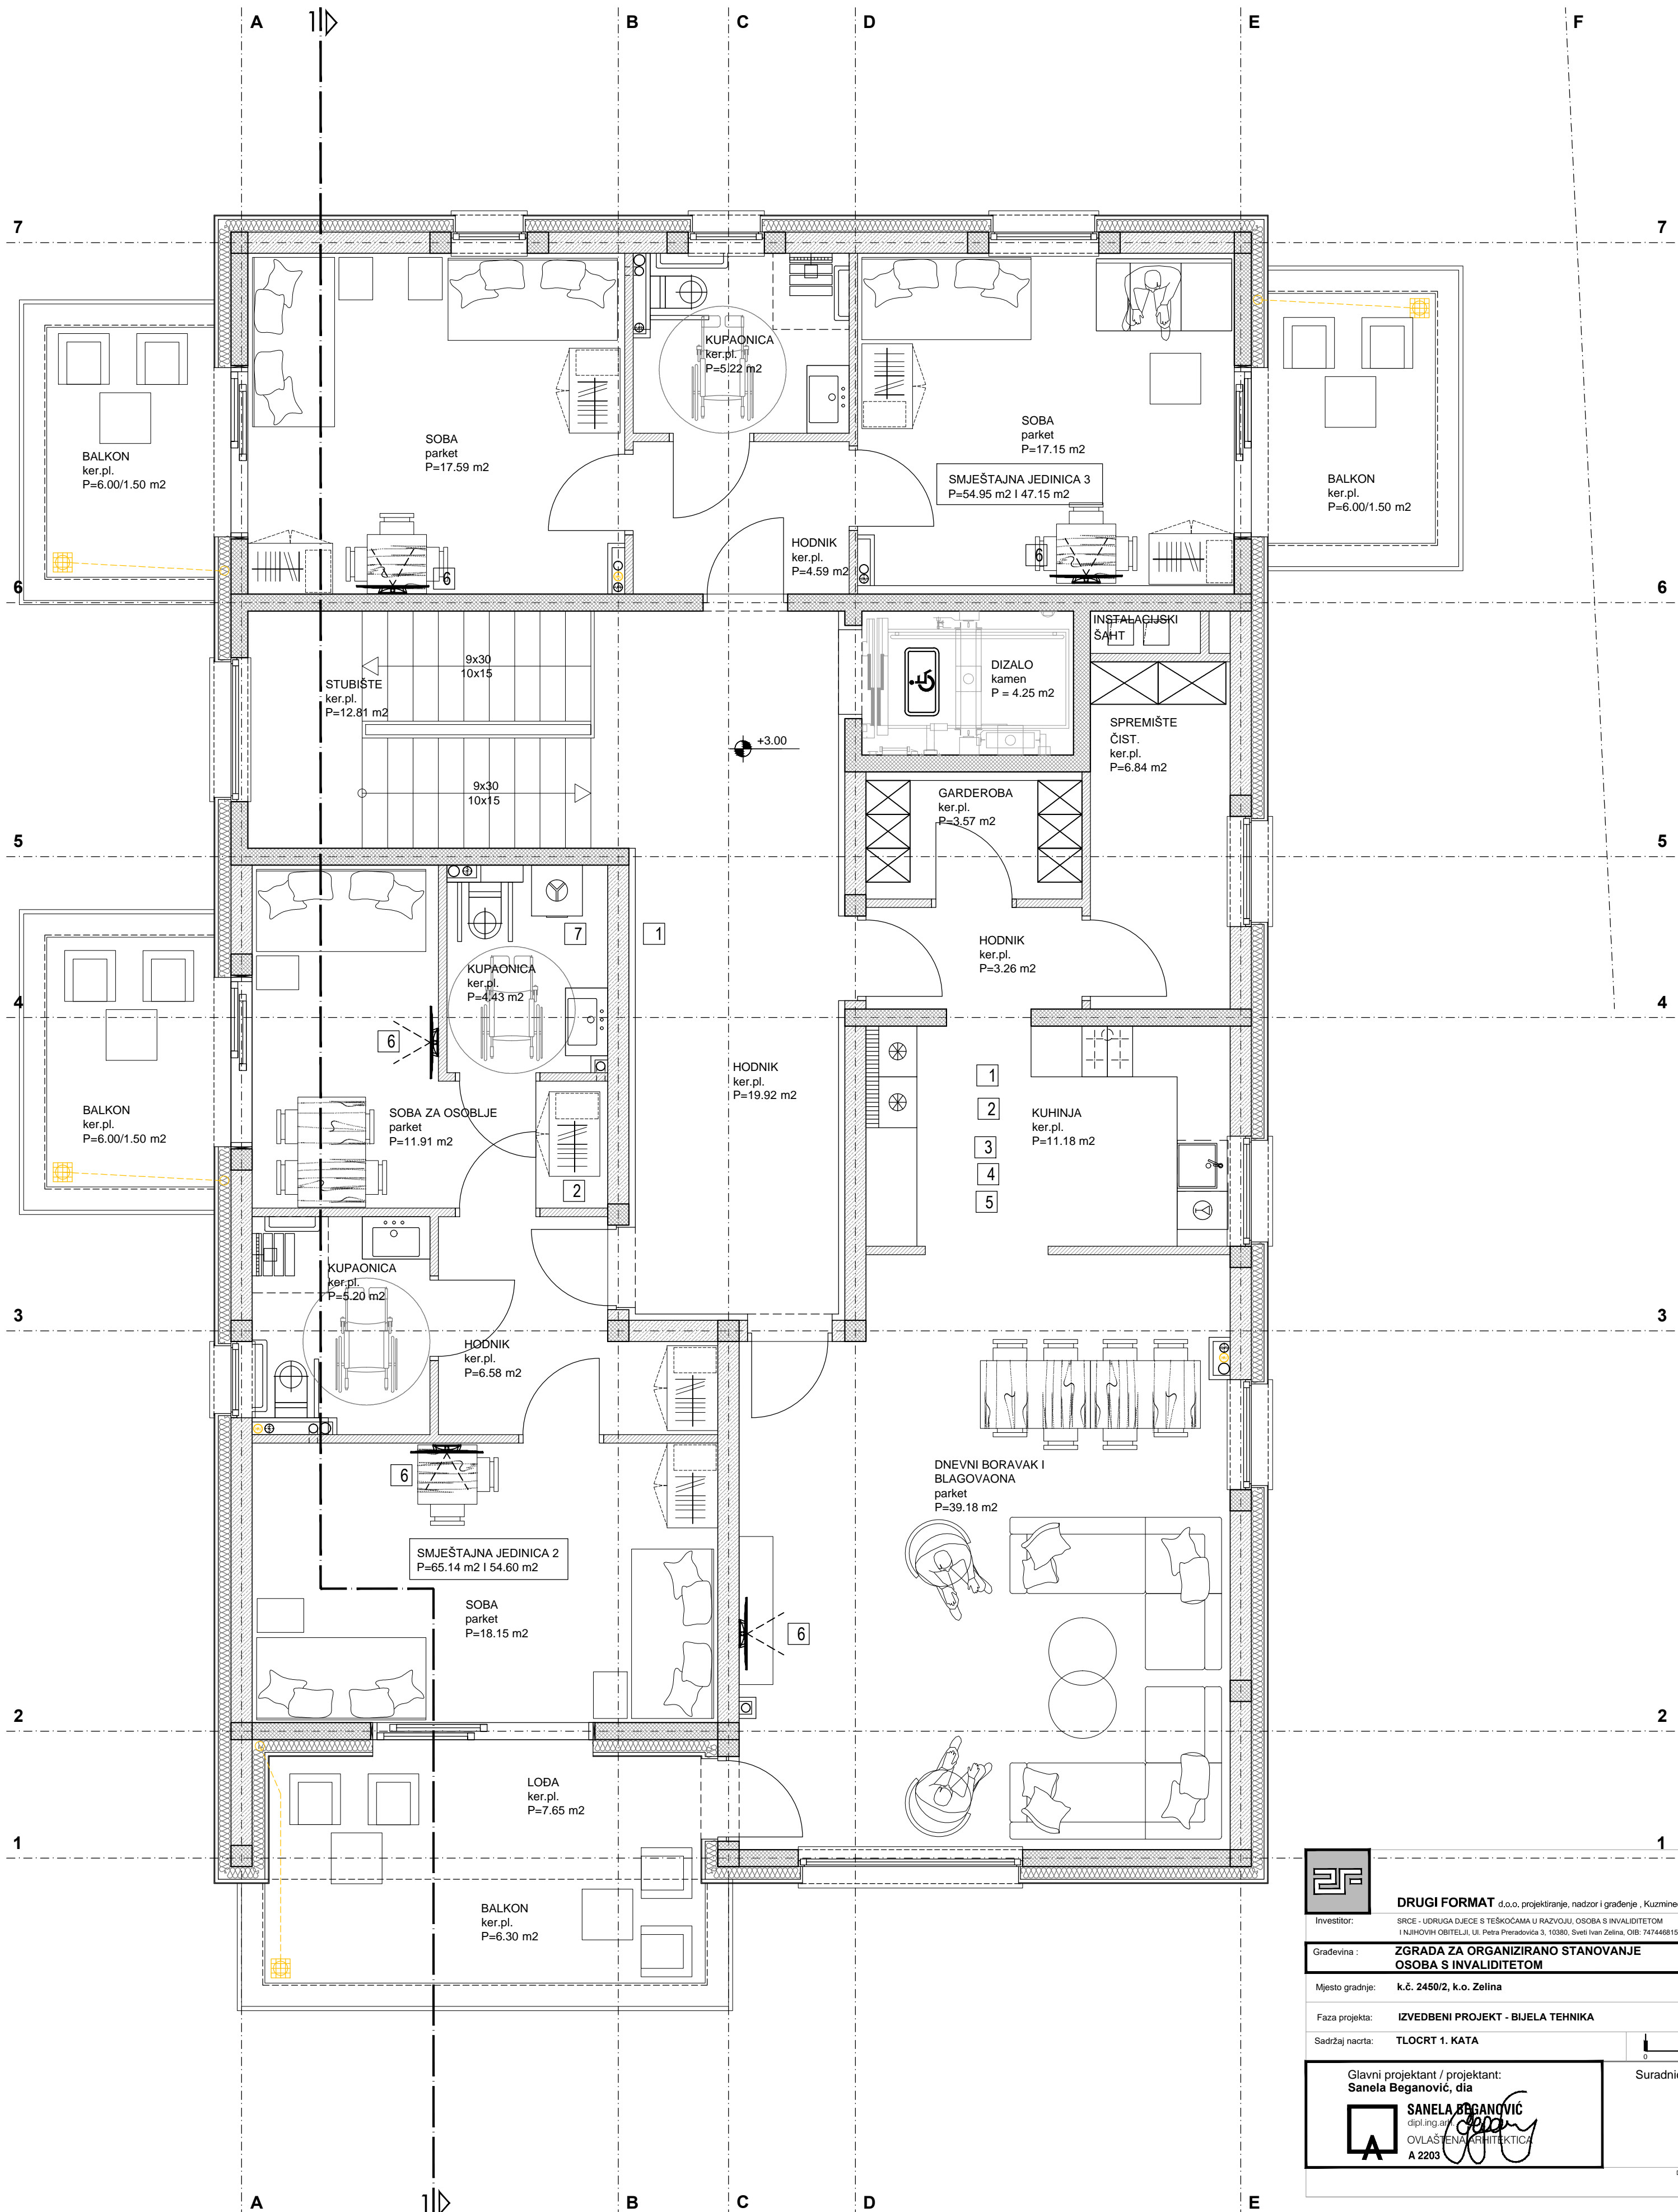 A
B
C
D
E
F
1
7
7
KUPAONICA
ker.pl.
P=5.22 m2
SOBA
parket
P=17.59 m2
SOBA
parket
P=17.15 m2
BALKON
ker.pl.
P=6.00/1.50 m2
SMJEŠTAJNA JEDINICA 3
P=54.95 m2 I 47.15 m2
BALKON
ker.pl.
P=6.00/1.50 m2
HODNIK
ker.pl.
P=4.59 m2
6
6
6
6
INSTALACIJSKI
ŠAHT
9x30
10x15
STUBIŠTE
ker.pl.
P=12.81 m2
DIZALO
kamen
P = 4.25 m2
SPREMIŠTE
ČIST.
ker.pl.
P=6.84 m2
+3.00
9x30
10x15
GARDEROBA
ker.pl.
P=3.57 m2
5
5
7
1
HODNIK
ker.pl.
P=3.26 m2
KUPAONICA
ker.pl.
P=4.43 m2
4
4
6
HODNIK
ker.pl.
P=19.92 m2
1
2
3
4
5
KUHINJA
ker.pl.
P=11.18 m2
BALKON
ker.pl.
P=6.00/1.50 m2
SOBA ZA OSOBLJE
parket
P=11.91 m2
2
KUPAONICA
ker.pl.
P=5.20 m2
3
3
HODNIK
ker.pl.
P=6.58 m2
6
DNEVNI BORAVAK I
BLAGOVAONA
parket
P=39.18 m2
SMJEŠTAJNA JEDINICA 2
P=65.14 m2 I 54.60 m2
SOBA
parket
P=18.15 m2
6
2
2
LOĐA
ker.pl.
P=7.65 m2
1
1
BALKON
ker.pl.
P=6.30 m2
DRUGI FORMAT d.o.o. projektiranje, nadzor i građenje , Kuzmine
Investitor:
SRCE - UDRUGA DJECE S TEŠKOĆAMA U RAZVOJU, OSOBA S INVALIDITETOM
I NJIHOVIH OBITELJI, Ul. Petra Preradovića 3, 10380, Sveti Ivan Zelina, OIB: 747446815
Građevina :
ZGRADA ZA ORGANIZIRANO STANOVANJE
OSOBA S INVALIDITETOM
Mjesto gradnje: k.č. 2450/2, k.o. Zelina
Faza projekta: IZVEDBENI PROJEKT - BIJELA TEHNIKA
Sadržaj nacrta: TLOCRT 1. KATA
0
Glavni projektant / projektant:
Sanela Beganović, dia
Suradni
SANELA BEGANOVIĆ
dipl.ing.arh.
OVLAŠTENA ARHITEKTICA
A 2203
A
1
B
C
D
E